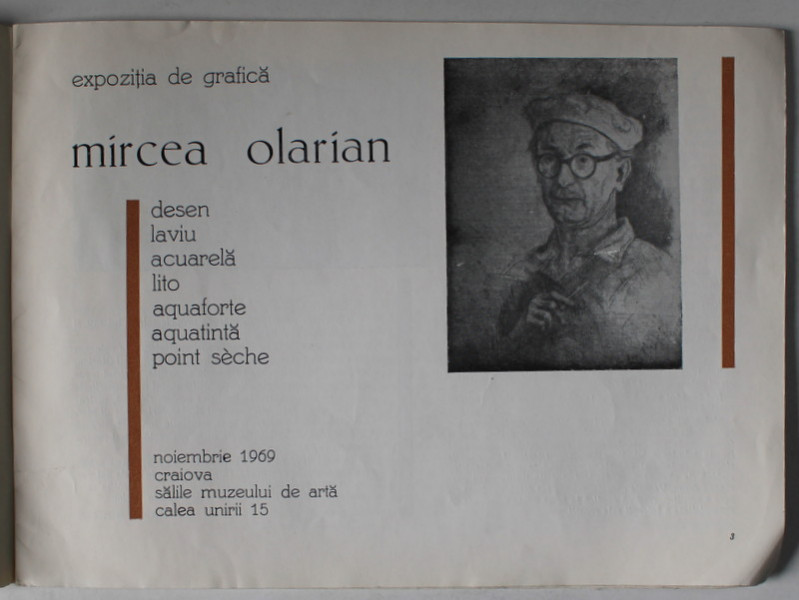 expoziția de grafică
mircea olarian
desen
laviu
acuarelă
lito
aquaforte
aquatintă
point sèche
noiembrie 1969
craiova
sălile muzeului de artă
calea unirii 15
3